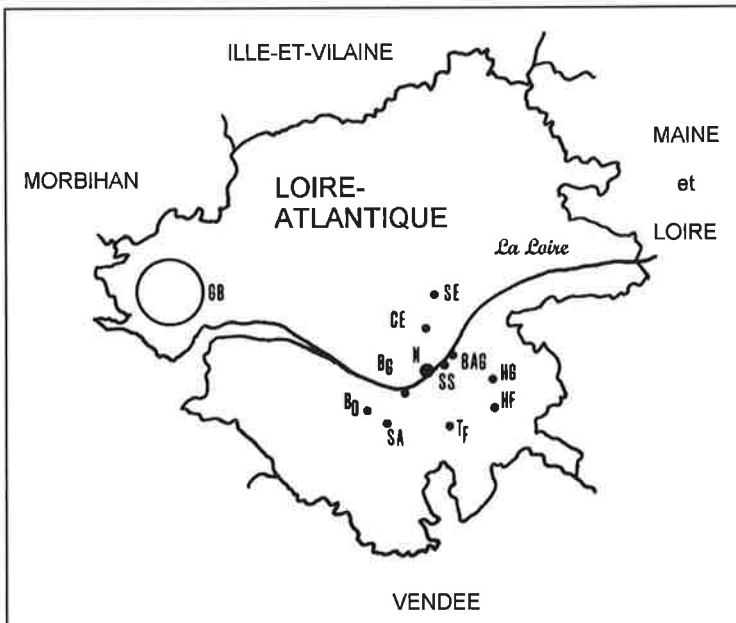 ILLE-ET-VILAINE
MAINE
et
LOIRE
MORBIHAN
LOIRE-
ATLANTIQUE
La Loire
GB
SE
CE
N
BG
BAG
SS
NG
HF
BO
SA
TF
VENDEE